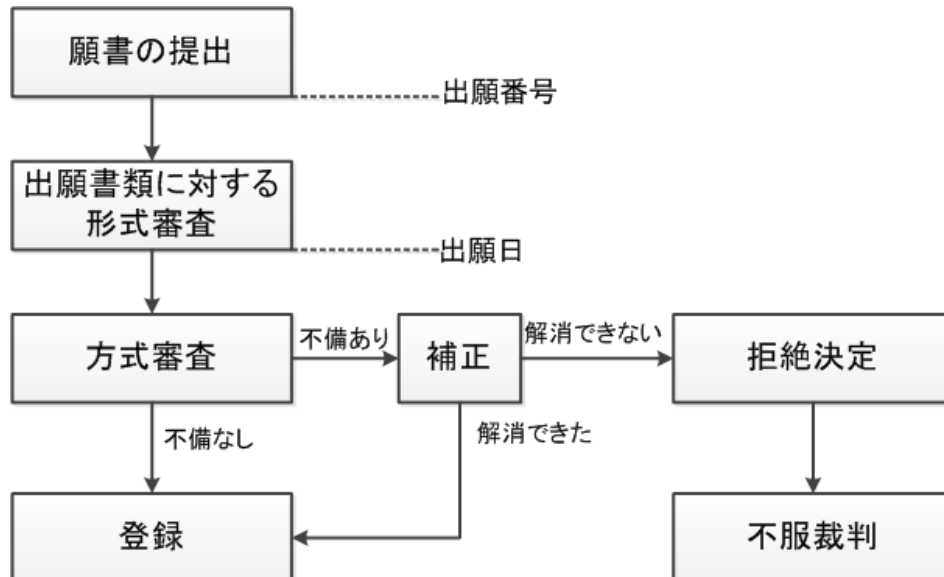 願書の提出
出願番号
出願書類に対する
形式審査
出願日
方式審査
不備あり
補正
解消できない
拒絶決定
不備なし
解消できた
登録
不服裁判